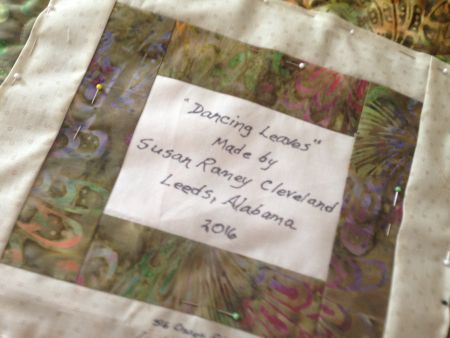 "Dancing Leaves"
Made by
Susan Raney Cleveland
Leeds, Alabama
2016